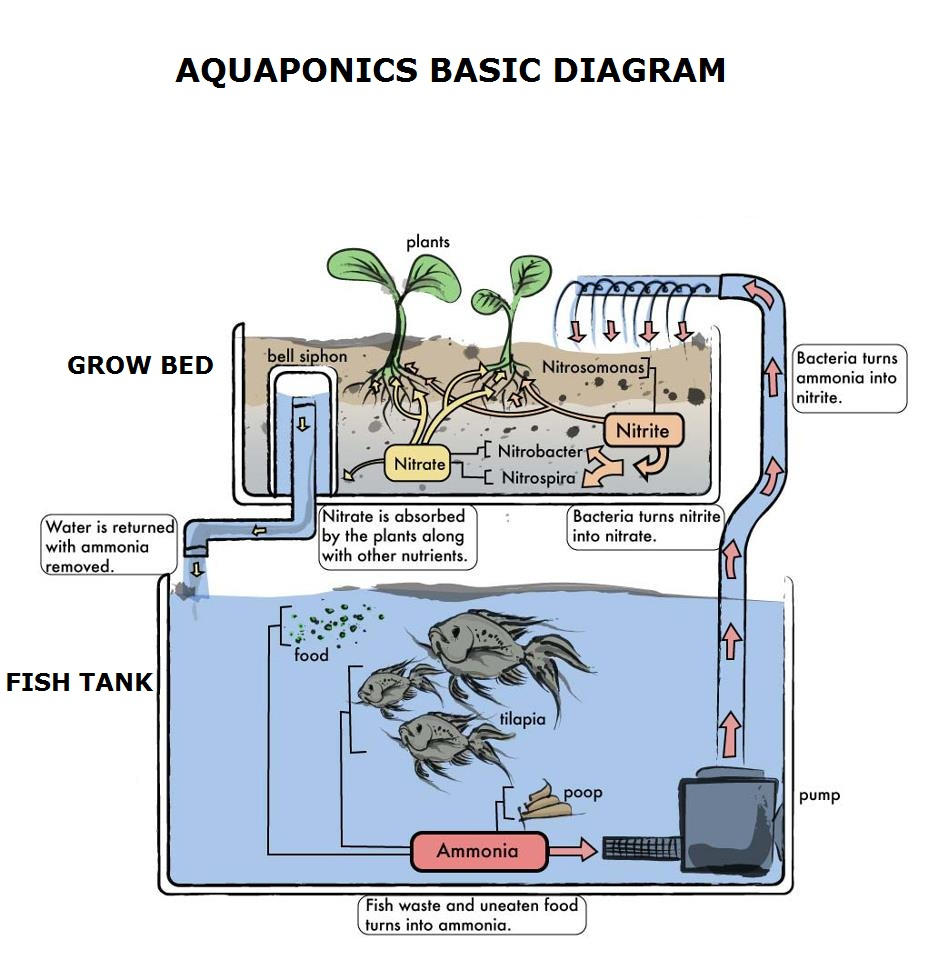 AQUAPONICS BASIC DIAGRAM
plants
GROW BED
bell siphon
Nitrosomonas
Bacteria turns
ammonia into
nitrite.
Nitrite
Nitrate
Nitrobacter
Nitrospira
Water is returned
with ammonia
removed.
Nitrate is absorbed
by the plants along
with other nutrients.
Bacteria turns nitrite
into nitrate.
food
FISH TANK
tilapia
poop
pump
Ammonia
Fish waste and uneaten food
turns into ammonia.